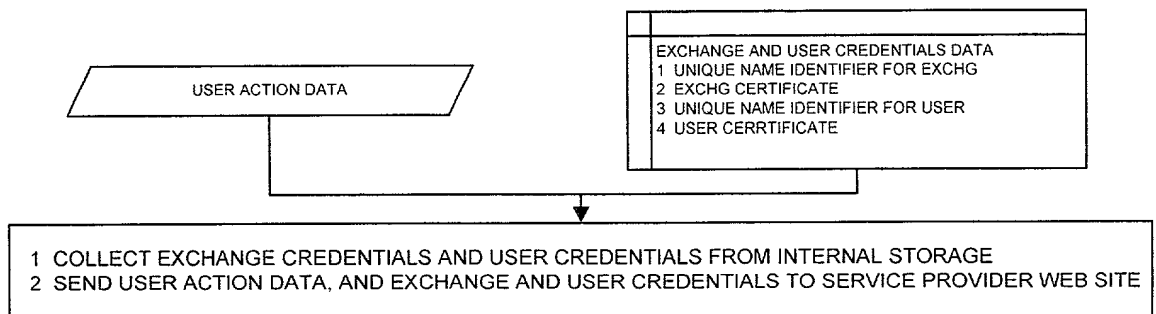 USER ACTION DATA
EXCHANGE AND USER CREDENTIALS DATA
1 UNIQUE NAME IDENTIFIER FOR EXCHG
2 EXCHG CERTIFICATE
3 UNIQUE NAME IDENTIFIER FOR USER
4 USER CERRTIFICATE
1 COLLECT EXCHANGE CREDENTIALS AND USER CREDENTIALS FROM INTERNAL STORAGE
2 SEND USER ACTION DATA, AND EXCHANGE AND USER CREDENTIALS TO SERVICE PROVIDER WEB SITE